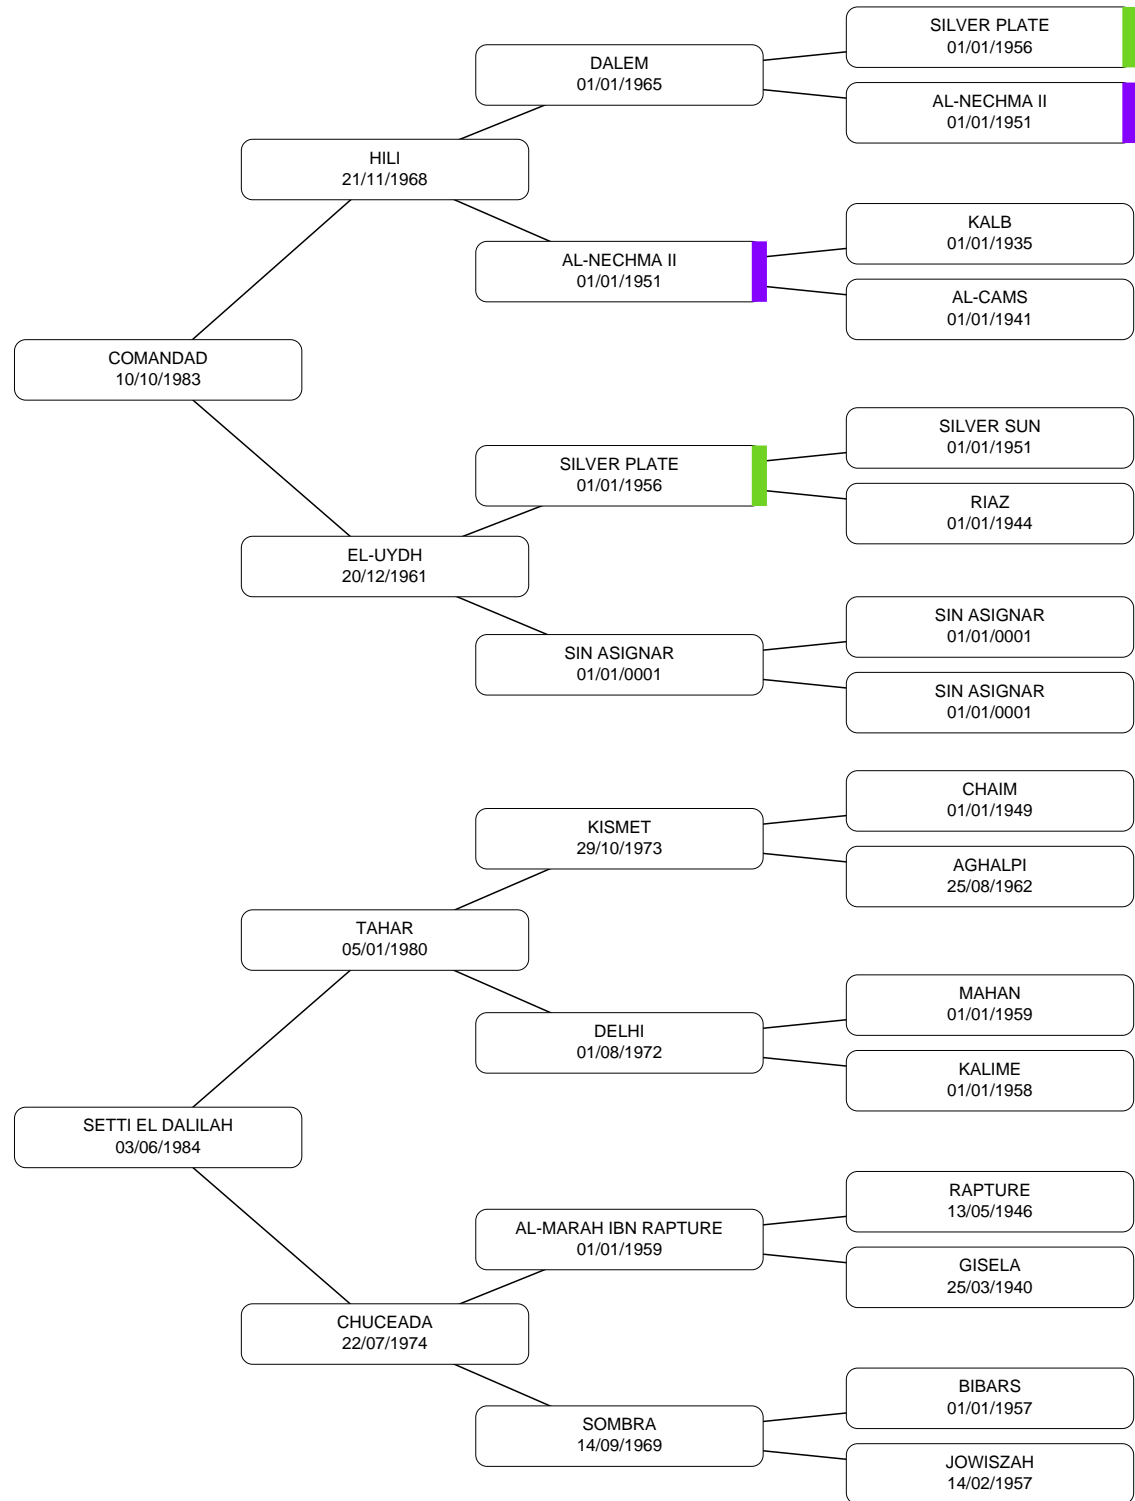 SILVER PLATE
01/01/1956
DALEM
01/01/1965
AL-NECHMA II
01/01/1951
HILI
21/11/1968
KALB
01/01/1935
AL-NECHMA II
01/01/1951
AL-CAMS
01/01/1941
COMANDAD
10/10/1983
SILVER SUN
01/01/1951
SILVER PLATE
01/01/1956
RIAZ
01/01/1944
EL-UYDH
20/12/1961
SIN ASIGNAR
01/01/0001
SIN ASIGNAR
01/01/0001
SIN ASIGNAR
01/01/0001
CHAIM
01/01/1949
KISMET
29/10/1973
AGHALPI
25/08/1962
TAHAR
05/01/1980
MAHAN
01/01/1959
DELHI
01/08/1972
KALIME
01/01/1958
SETTI EL DALILAH
03/06/1984
RAPTURE
13/05/1946
AL-MARAH IBN RAPTURE
01/01/1959
GISELA
25/03/1940
CHUCEADA
22/07/1974
BIBARS
01/01/1957
SOMBRA
14/09/1969
JOWISZAH
14/02/1957